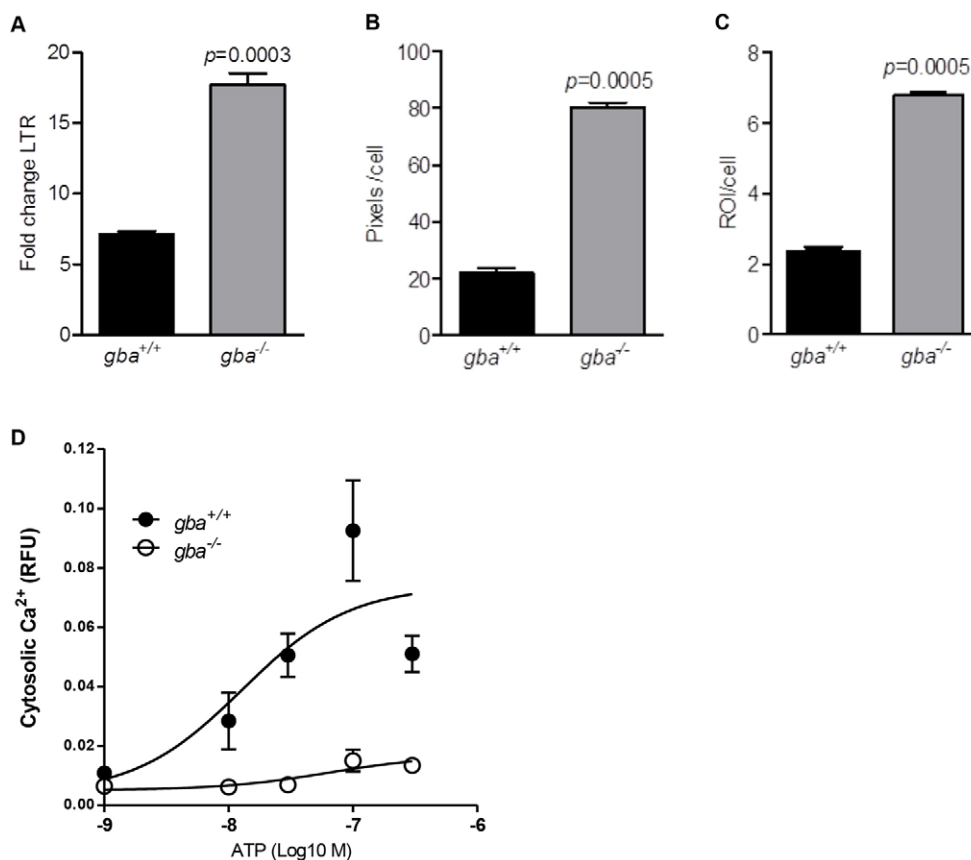 A
Fold change LTR
20
15
10
5
0
p=0.0003
gba+/+
gba-/-
B
Pixels /cell
100
80
60
40
20
0
p=0.0005
gba+/+
gba-/-
C
ROI/cell
8
6
4
2
0
p=0.0005
gba+/+
gba-/-
D
Cytosolic Ca2+ (RFU)
0.12
0.10
0.08
0.06
0.04
0.02
0.00
gba+/+
gba-/-
-9
-8
-7
-6
ATP (Log10 M)